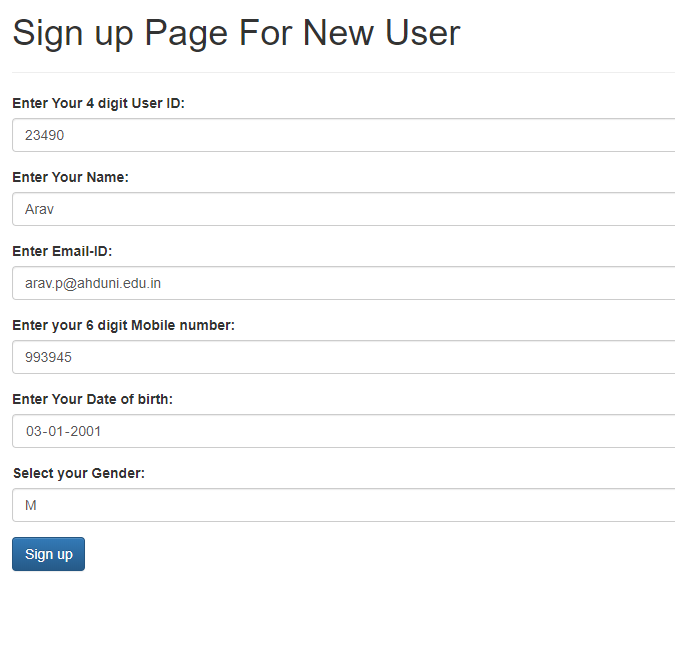 Sign up Page For New User
Enter Your 4 digit User ID:
23490
Enter Your Name:
Arav
Enter Email-ID:
arav.p@ahduni.edu.in
Enter your 6 digit Mobile number:
993945
Enter Your Date of birth:
03-01-2001
Select your Gender:
M
Sign up